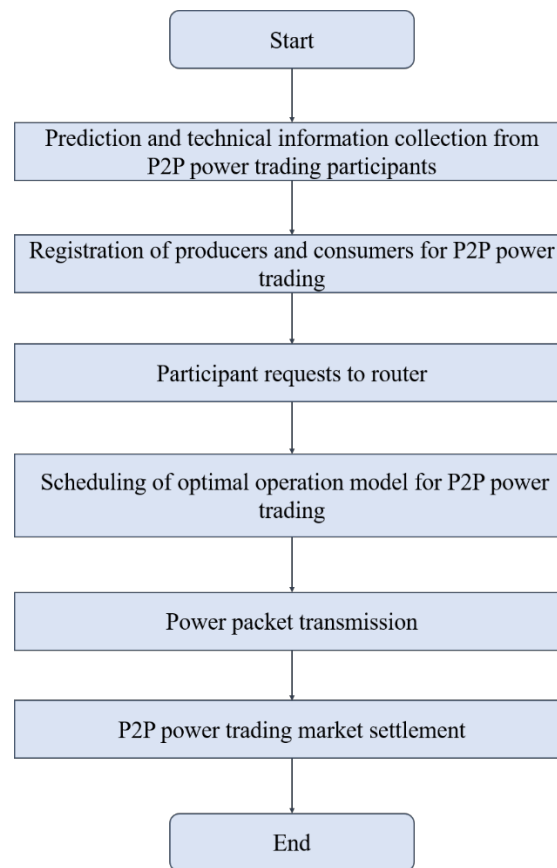 Start
Prediction and technical information collection from
P2P power trading participants
Registration of producers and consumers for P2P power
trading
Participant requests to router
Scheduling of optimal operation model for P2P power
trading
Power packet transmission
P2P power trading market settlement
End